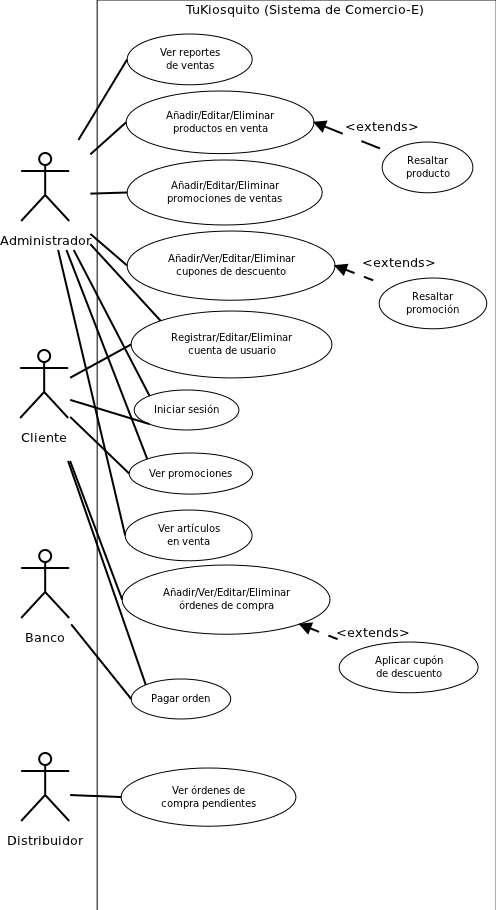 TuKiosquito (Sistema de Comercio-E)
Ver reportes
de ventas
Añadir/Editar/Eliminar
productos en venta
<extends>
Resaltar
producto
Añadir/Editar/Eliminar
promociones de ventas
Administrador
Añadir/Ver/Editar/Eliminar
cupones de descuento
<extends>
Resaltar
promoción
Registrar/Editar/Eliminar
cuenta de usuario
Iniciar sesión
Cliente
Ver promociones
Ver artículos
en venta
Añadir/Ver/Editar/Eliminar
órdenes de compra
<extends>
Banco
Aplicar cupón
de descuento
Pagar orden
Ver órdenes de
compra pendientes
Distribuidor